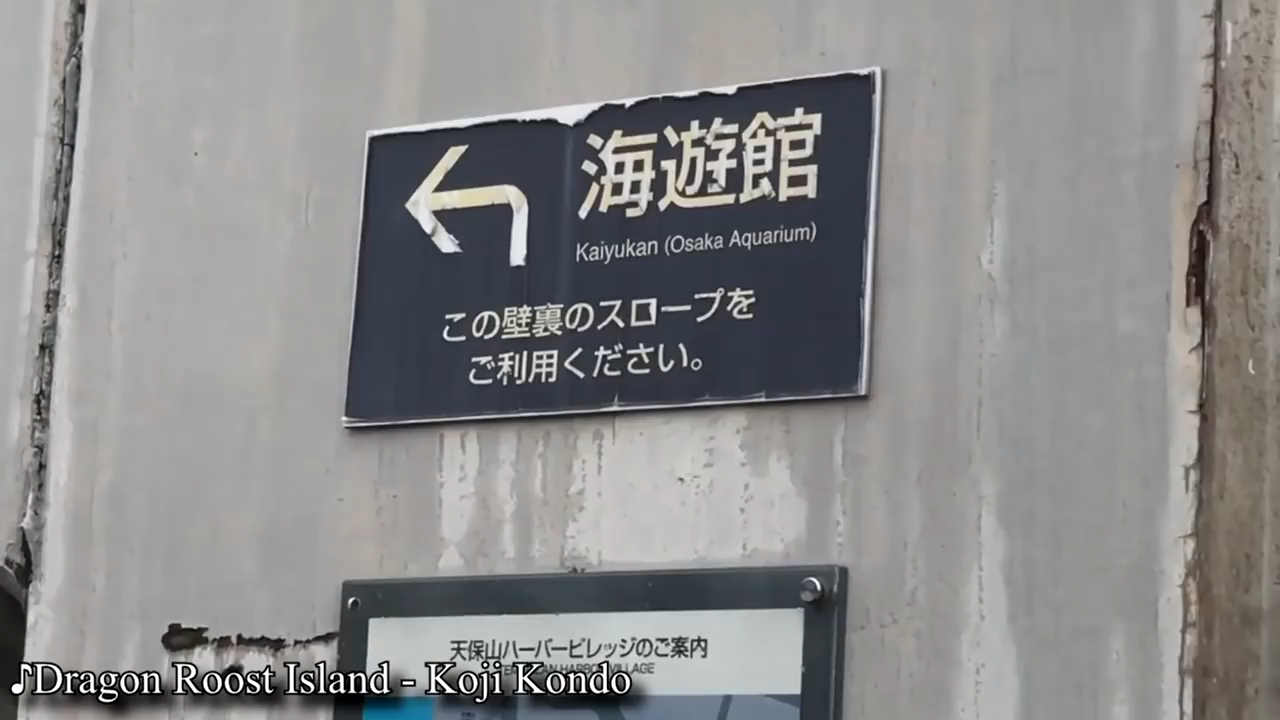 海遊館
Kaiyukan (Osaka Aquarium)
この壁裏のスロープを
ご利用ください。
天保山ハーバービレッジのご案内
HARBOR VILLAGE
♪Dragon Roost Island - Koji Kondo